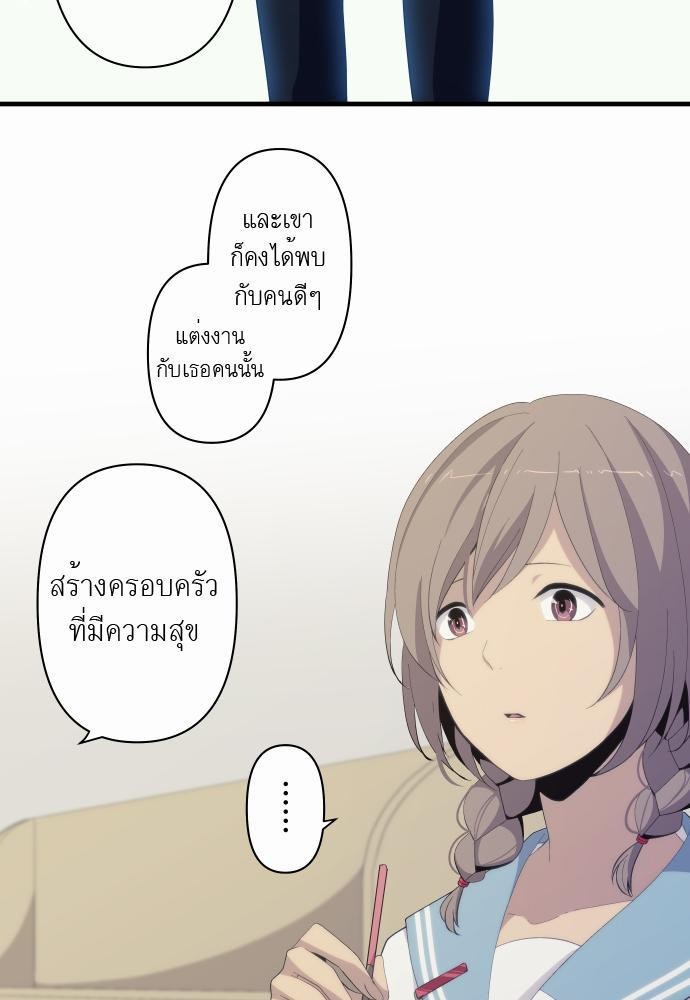 และเขา
ก็คงได้พบ
กับคนดีๆ
แต่งงาน
กับเธอคนนั้น
สร้างครอบครัว
ที่มีความสุข
......